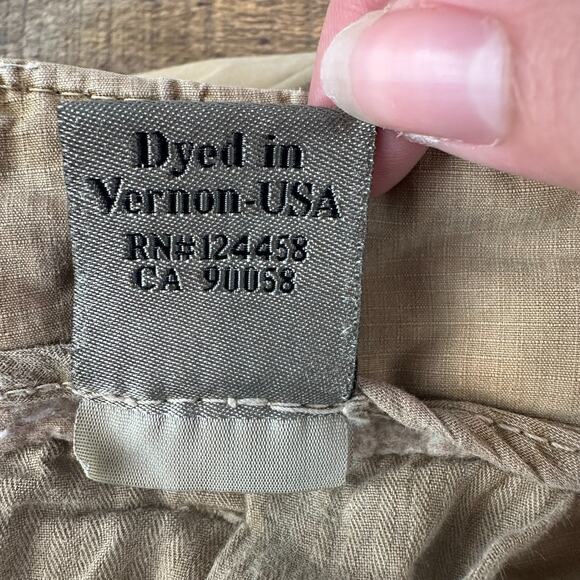 Dyed in
Vernon-USA
RN# 124458
CA 90058